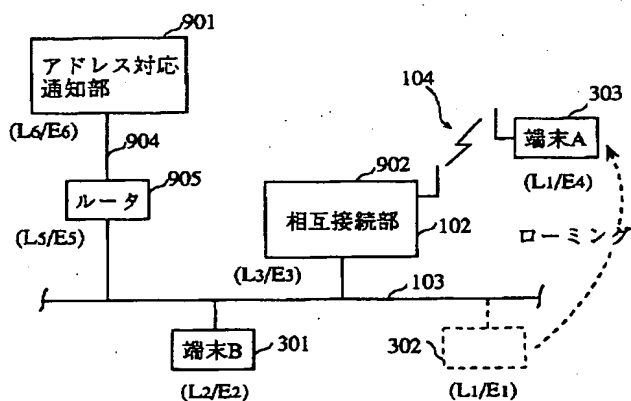 901
アドレス対応
通知部
(L6/E6)
904
ルータ
905
(L5/E5)
104
303
端末A
(L1/E4)
902
相互接続部
102
(L3/E3)
ローミング
103
端末B
301
(L2/E2)
302
(L1/E1)